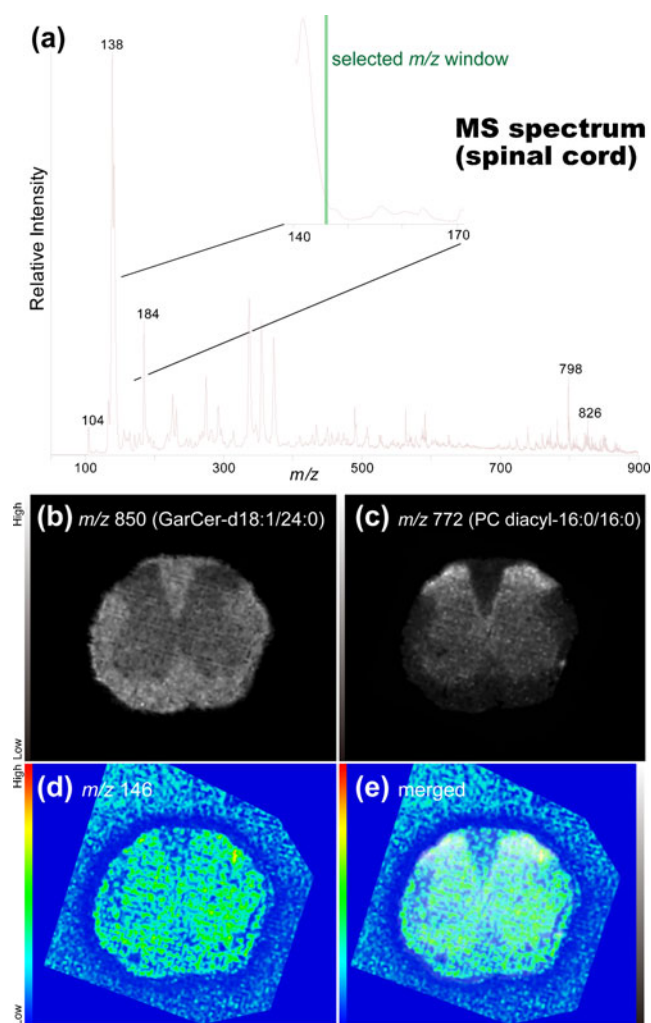 (a)
138
selected m/z window
MS spectrum
(spinal cord)
140
170
Relative Intensity
184
104
798
826
100
300
500
700
900
m/z
High
(b) m/z 850 (GarCer-d18:1/24:0)
(c) m/z 772 (PC diacyl-16:0/16:0)
Low
High
(d) m/z 146
(e) merged
Low